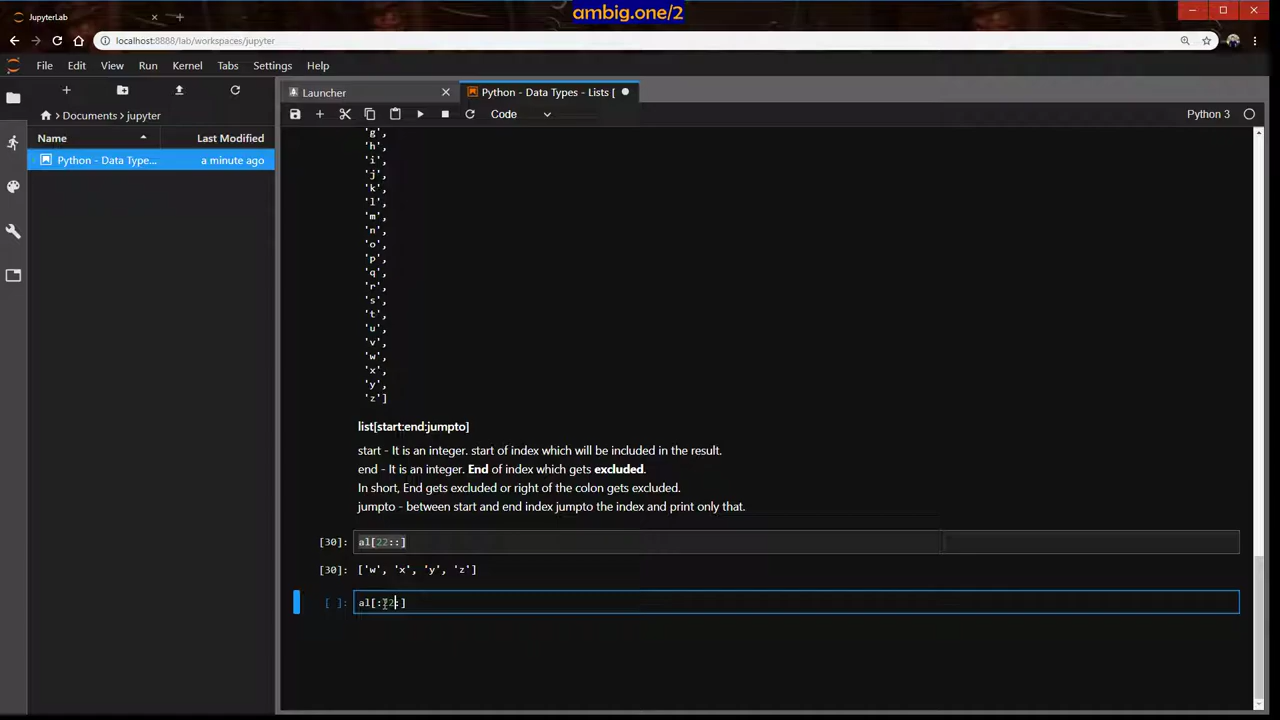 ambig.one/2
JupyterLab
localhost:8888/lab/workspaces/jupyter
File Edit View Run Kernel Tabs Settings Help
Launcher
Python - Data Types - Lists [
Code
Python 3
Documents
jupyter
Name
Last Modified
Python - Data Type...
a minute ago
'g',
'h',
'i',
'j',
'k',
'l',
'm',
'n',
'o',
'p',
'q',
'r',
's',
't',
'u',
'v',
'w',
'x',
'y',
'z']
list[start:end:jumpto]
start - It is an integer. start of index which will be included in the result.
end - It is an integer. End of index which gets excluded.
In short, End gets excluded or right of the colon gets excluded.
jumpto - between start and end index jumpto the index and print only that.
[30]: al[22::]
[30]: ['w', 'x', 'y', 'z']
[ ]: al[:22:]